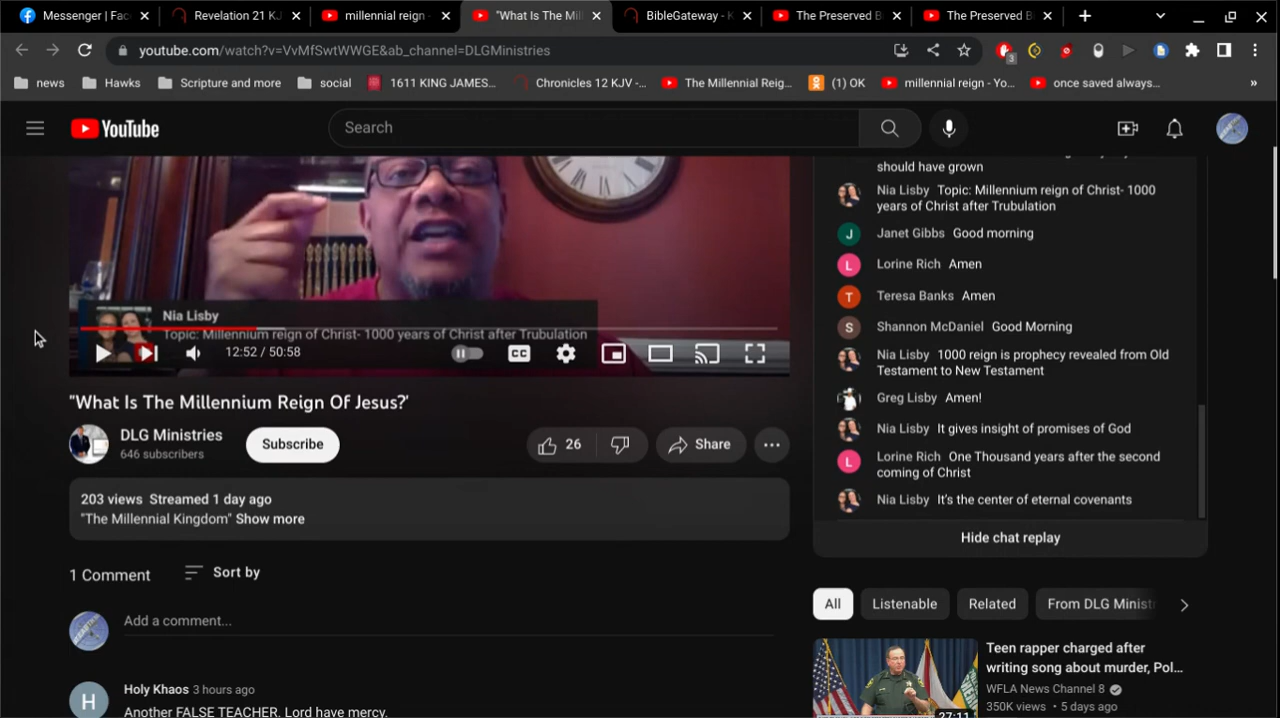 Messenger | Fac
Revelation 21 KJ
millennial reign -
"What Is The Mil
BibleGateway - K
The Preserved B
The Preserved B
youtube.com/watch?v=VvMfSwtWWGE&ab_channel=DLGMinistries
3
news
Hawks
Scripture and more
social
1611 KING JAMES...
Chronicles 12 KJV -...
The Millennial Reig...
(1) OK
millennial reign - Yo...
once saved always...
»
YouTube
Search
Nia Lisby
Topic: Millennium reign of Christ- 1000 years of Christ after Trubulation
12:52 / 50:58
CC
"What Is The Millennium Reign Of Jesus?'
DLG Ministries
646 subscribers
Subscribe
26
Share
203 views Streamed 1 day ago
"The Millennial Kingdom" Show more
1 Comment
Sort by
Add a comment...
H
Holy Khaos 3 hours ago
Another FALSE TEACHER. Lord have mercy.
should have grown
Nia Lisby Topic: Millennium reign of Christ- 1000
years of Christ after Trubulation
J
Janet Gibbs Good morning
L
Lorine Rich Amen
T
Teresa Banks Amen
S
Shannon McDaniel Good Morning
Nia Lisby 1000 reign is prophecy revealed from Old
Testament to New Testament
Greg Lisby Amen!
Nia Lisby It gives insight of promises of God
L
Lorine Rich One Thousand years after the second
coming of Christ
Nia Lisby It's the center of eternal covenants
Hide chat replay
All
Listenable
Related
From DLG Ministr
Teen rapper charged after
writing song about murder, Pol...
WFLA News Channel 8
350K views • 5 days ago
27:11